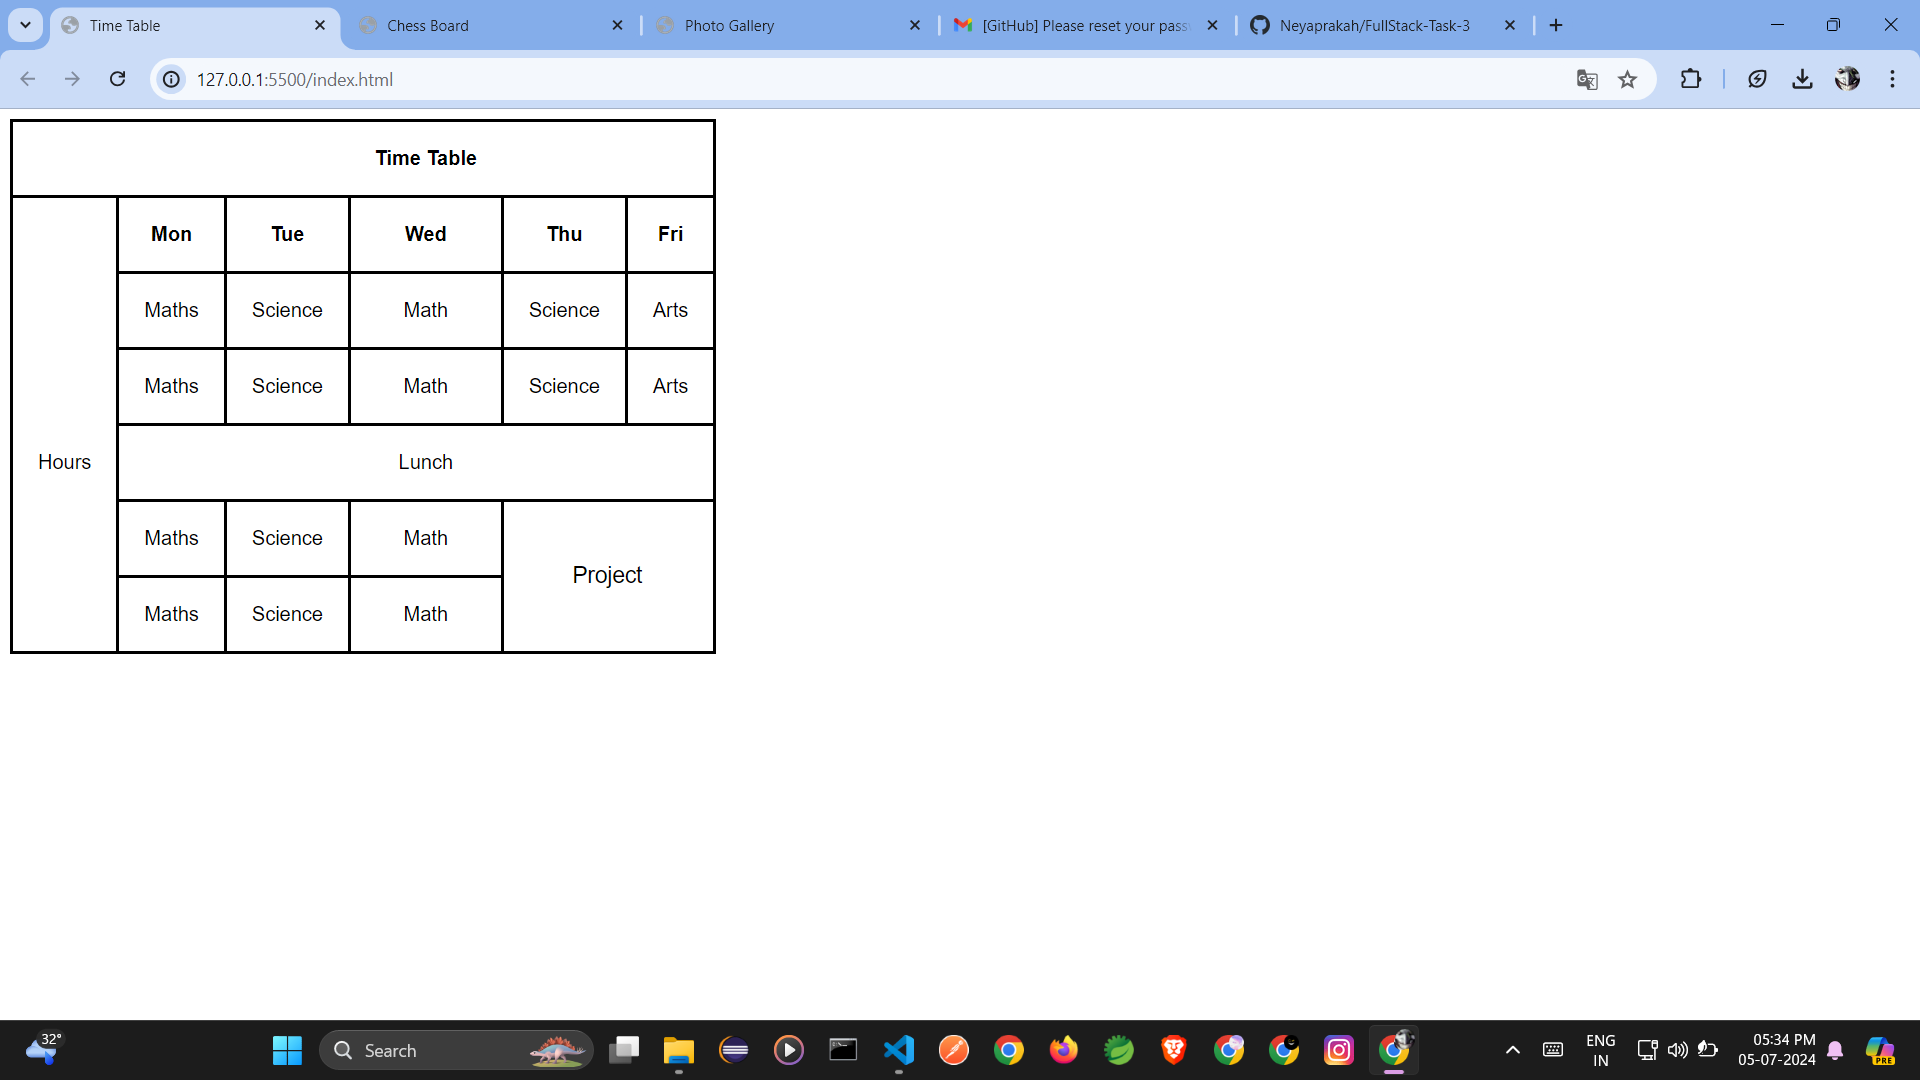 Time Table
Chess Board
Photo Gallery
[GitHub] Please reset your pass
Neyaprakah/FullStack-Task-3
127.0.0.1:5500/index.html
Time Table
Mon Tue Wed Thu Fri
Maths Science Math Science Arts
Maths Science Math Science Arts
Hours Lunch
Maths Science Math
Project
Maths Science Math
32°
Search
ENG
IN
05:34 PM
05-07-2024
PRE